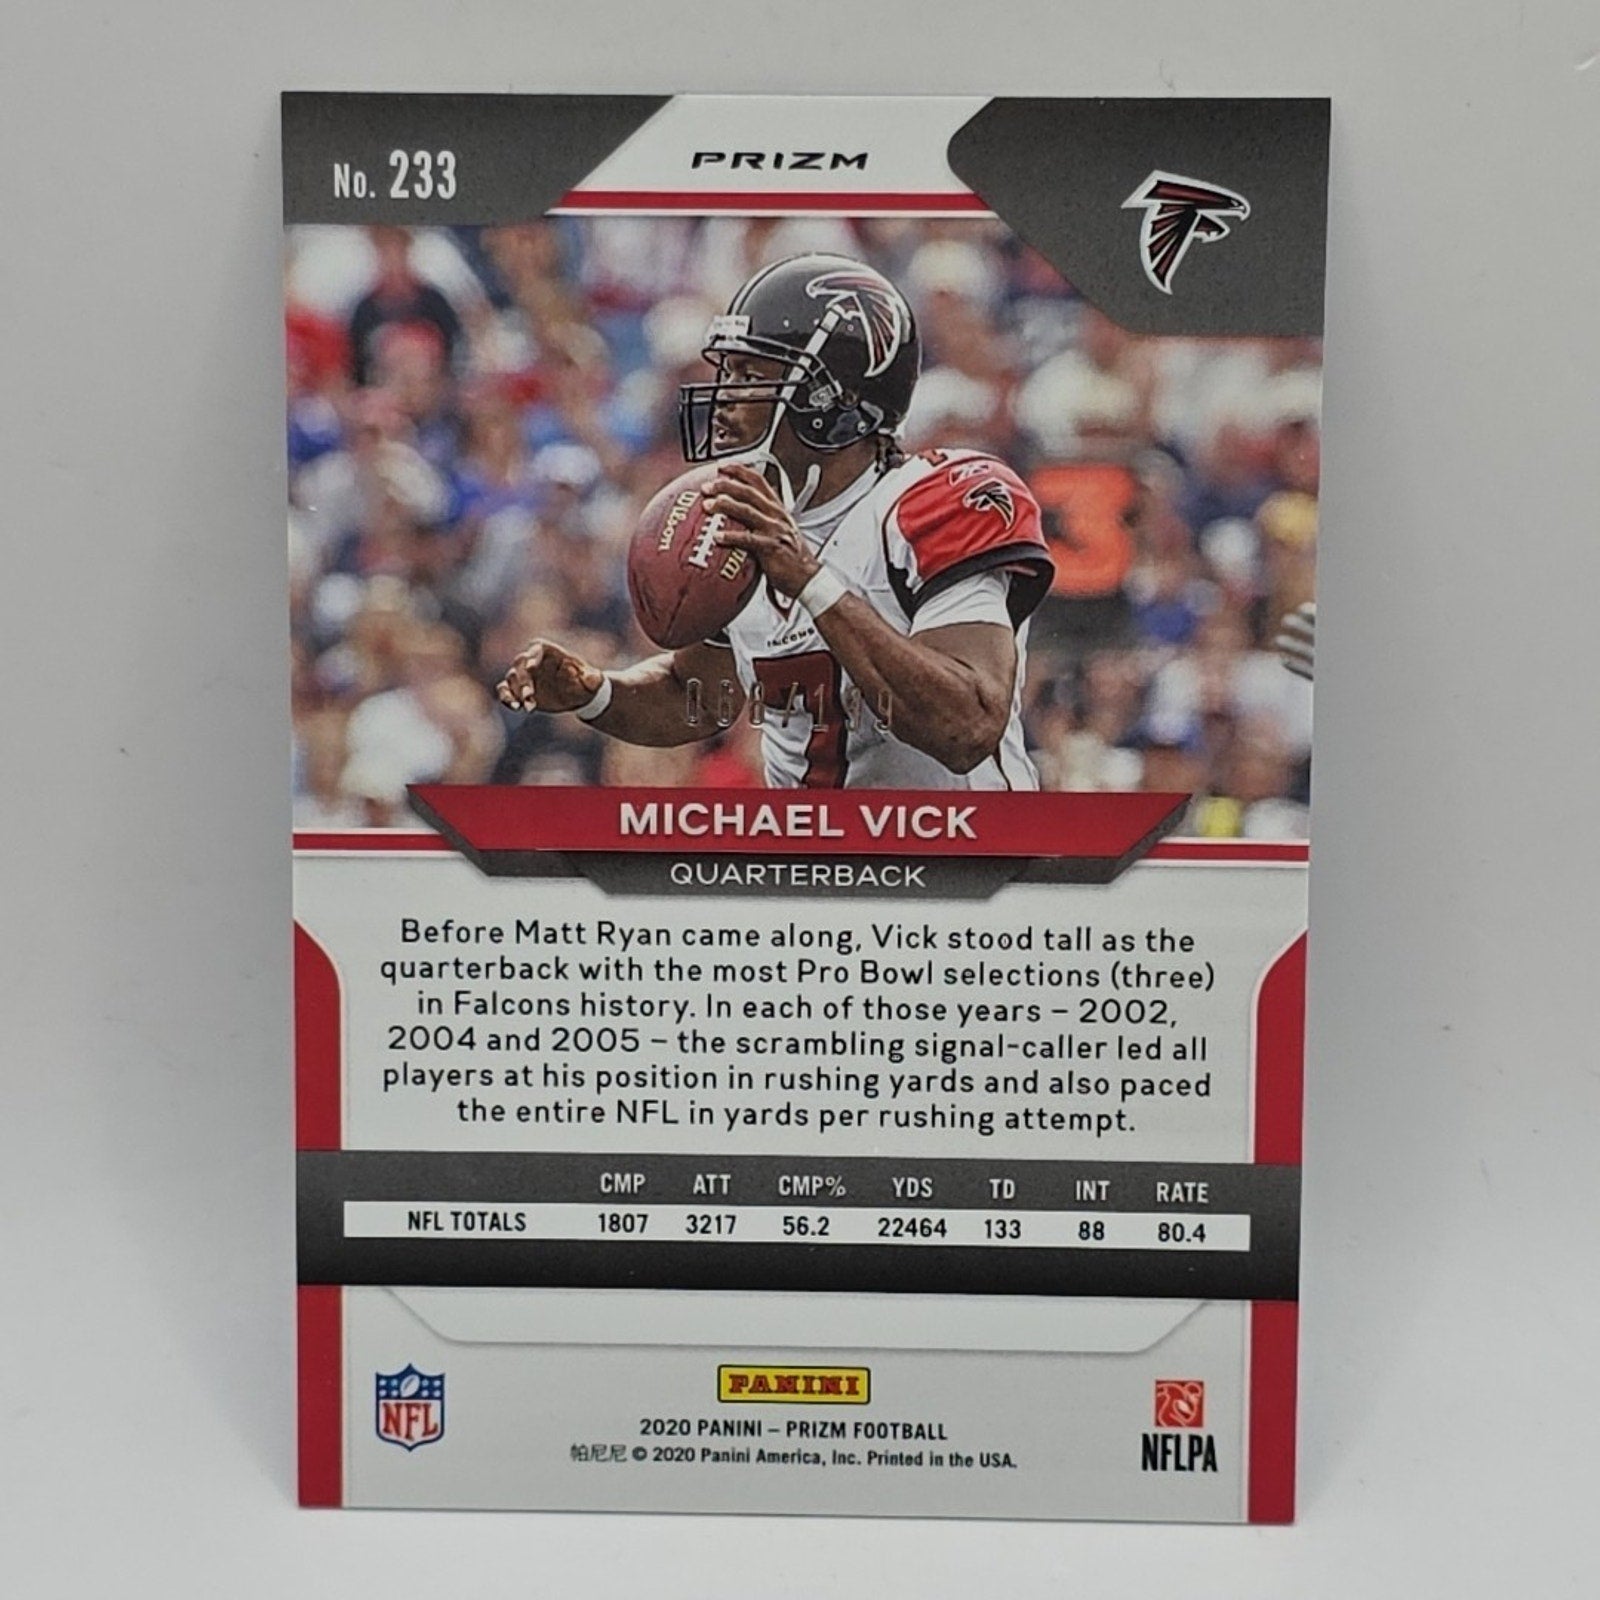 No. 233
PRIZM
Wilson
FALCONS
7
068/199
MICHAEL VICK
QUARTERBACK
Before Matt Ryan came along, Vick stood tall as the
quarterback with the most Pro Bowl selections (three)
in Falcons history. In each of those years – 2002,
2004 and 2005 – the scrambling signal-caller led all
players at his position in rushing yards and also paced
the entire NFL in yards per rushing attempt.
CMP ATT CMP% YDS TD INT RATE
NFL TOTALS 1807 3217 56.2 22464 133 88 80.4
NFL
PANINI
2020 PANINI – PRIZM FOOTBALL
帕尼尼 © 2020 Panini America, Inc. Printed in the USA.
NFLPA